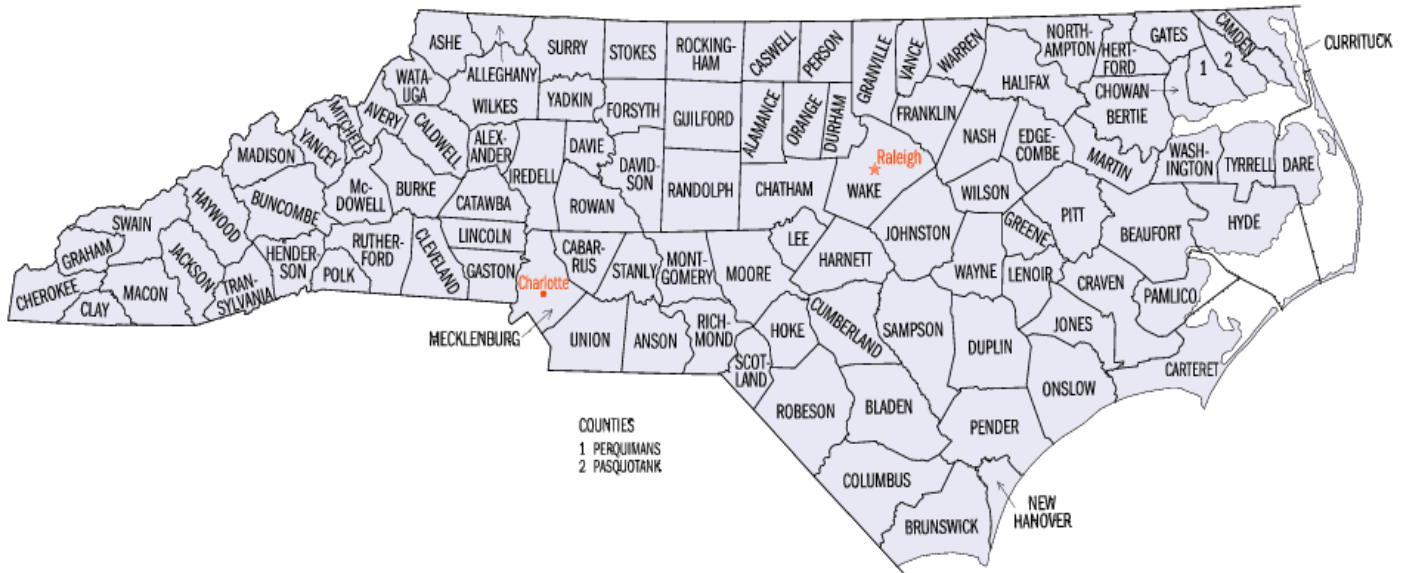 ASHE
ALLEGHANY
SURRY
STOKES
ROCKING-
HAM
CASWELL
PERSON
GRANVILLE
VANCE
WARREN
NORTH-
AMPTON
HERT-
FORD
GATES
CAMDEN
CURRITUCK
WATA-
UGA
WILKES
YADKIN
FORSYTH
GUILFORD
ALAMANCE
ORANGE
DURHAM
FRANKLIN
HALIFAX
CHOWAN
BERTIE
1
2
MITCHELL
AVERY
CALDWELL
ALEX-
ANDER
IREDELL
DAVIE
DAVID-
SON
RANDOLPH
CHATHAM
Raleigh
WAKE
NASH
EDGE-
COMBE
MARTIN
WASH-
INGTON
TYRRELL
DARE
MADISON
YANCEY
Mc-
DOWELL
BURKE
CATAWBA
ROWAN
WILSON
PITT
BEAUFORT
HYDE
SWAIN
HAYWOOD
BUNCOMBE
RUTHER-
FORD
CLEVELAND
LINCOLN
GASTON
CABAR-
RUS
STANLY
MONT-
GOMERY
MOORE
LEE
HARNETT
JOHNSTON
GREENE
WAYNE
LENOIR
CRAVEN
PAMLICO
GRAHAM
JACKSON
HENDER-
SON
POLK
TRAN-
SYLVANIA
CHEROKEE
CLAY
MACON
Charlotte
MECKLENBURG
UNION
ANSON
RICH-
MOND
SCOT-
LAND
HOKE
CUMBERLAND
SAMPSON
DUPLIN
JONES
CARTERET
ONSLOW
ROBESON
BLADEN
PENDER
COLUMBUS
BRUNSWICK
NEW
HANOVER
COUNTIES
1 PERQUIMANS
2 PASQUOTANK